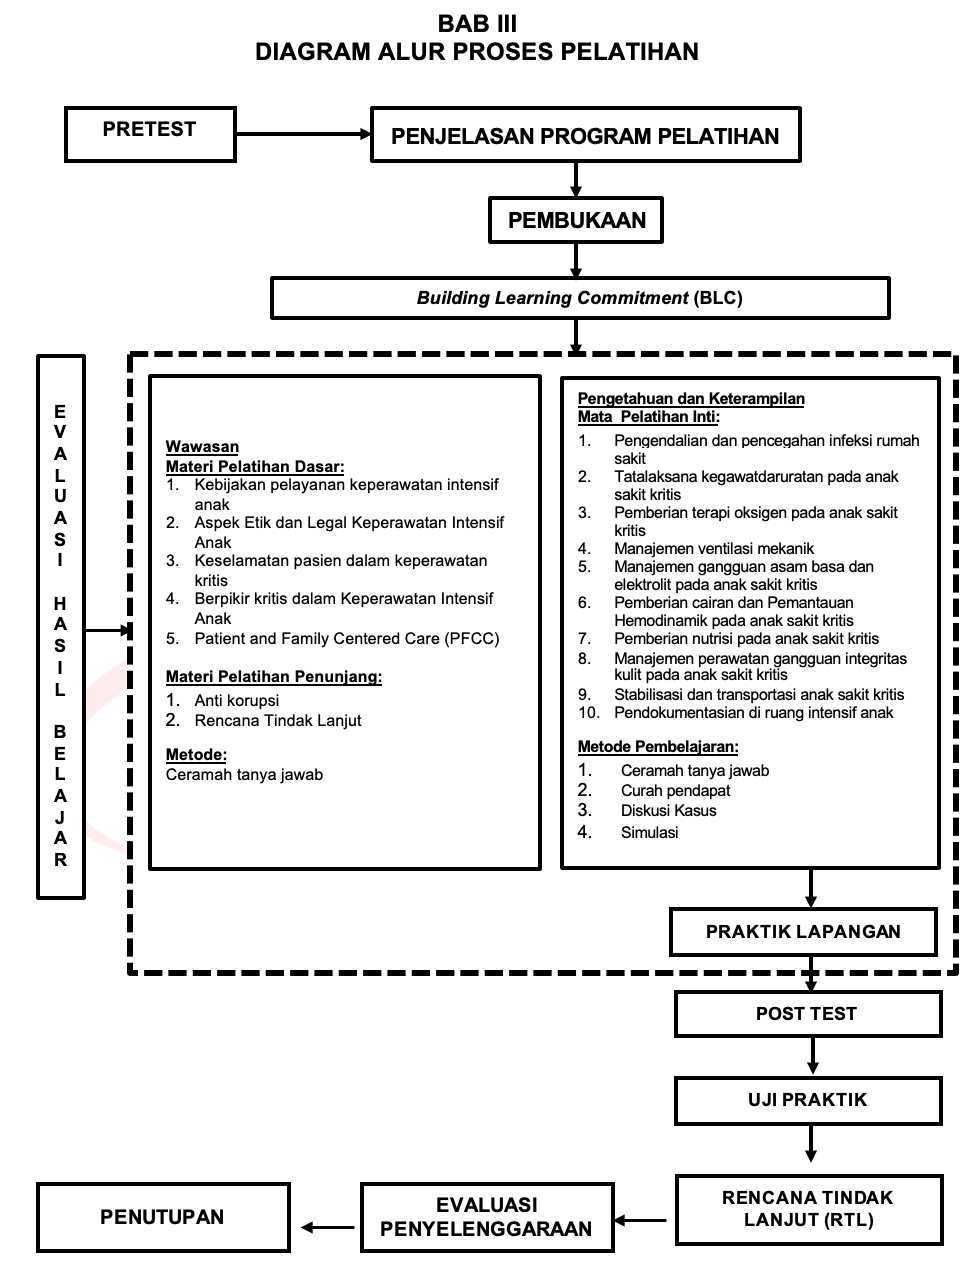 BAB III
DIAGRAM ALUR PROSES PELATIHAN
PRETEST
PENJELASAN PROGRAM PELATIHAN
PEMBUKAAN
Building Learning Commitment (BLC)
EVALUASI HASIL BELAJAR
Wawasan
Materi Pelatihan Dasar:
1. Kebijakan pelayanan keperawatan intensif
anak
2. Aspek Etik dan Legal Keperawatan Intensif
Anak
3. Keselamatan pasien dalam keperawatan
kritis
4. Berpikir kritis dalam Keperawatan Intensif
Anak
5. Patient and Family Centered Care (PFCC)
Materi Pelatihan Penunjang:
1. Anti korupsi
2. Rencana Tindak Lanjut
Metode:
Ceramah tanya jawab
Pengetahuan dan Keterampilan
Mata Pelatihan Inti:
1. Pengendalian dan pencegahan infeksi rumah
sakit
2. Tatalaksana kegawatdaruratan pada anak
sakit kritis
3. Pemberian terapi oksigen pada anak sakit
kritis
4. Manajemen ventilasi mekanik
5. Manajemen gangguan asam basa dan
elektrolit pada anak sakit kritis
6. Pemberian cairan dan Pemantauan
Hemodinamik pada anak sakit kritis
7. Pemberian nutrisi pada anak sakit kritis
8. Manajemen perawatan gangguan integritas
kulit pada anak sakit kritis
9. Stabilisasi dan transportasi anak sakit kritis
10. Pendokumentasian di ruang intensif anak
Metode Pembelajaran:
1. Ceramah tanya jawab
2. Curah pendapat
3. Diskusi Kasus
4. Simulasi
PRAKTIK LAPANGAN
POST TEST
UJI PRAKTIK
RENCANA TINDAK
LANJUT (RTL)
EVALUASI
PENYELENGGARAAN
PENUTUPAN